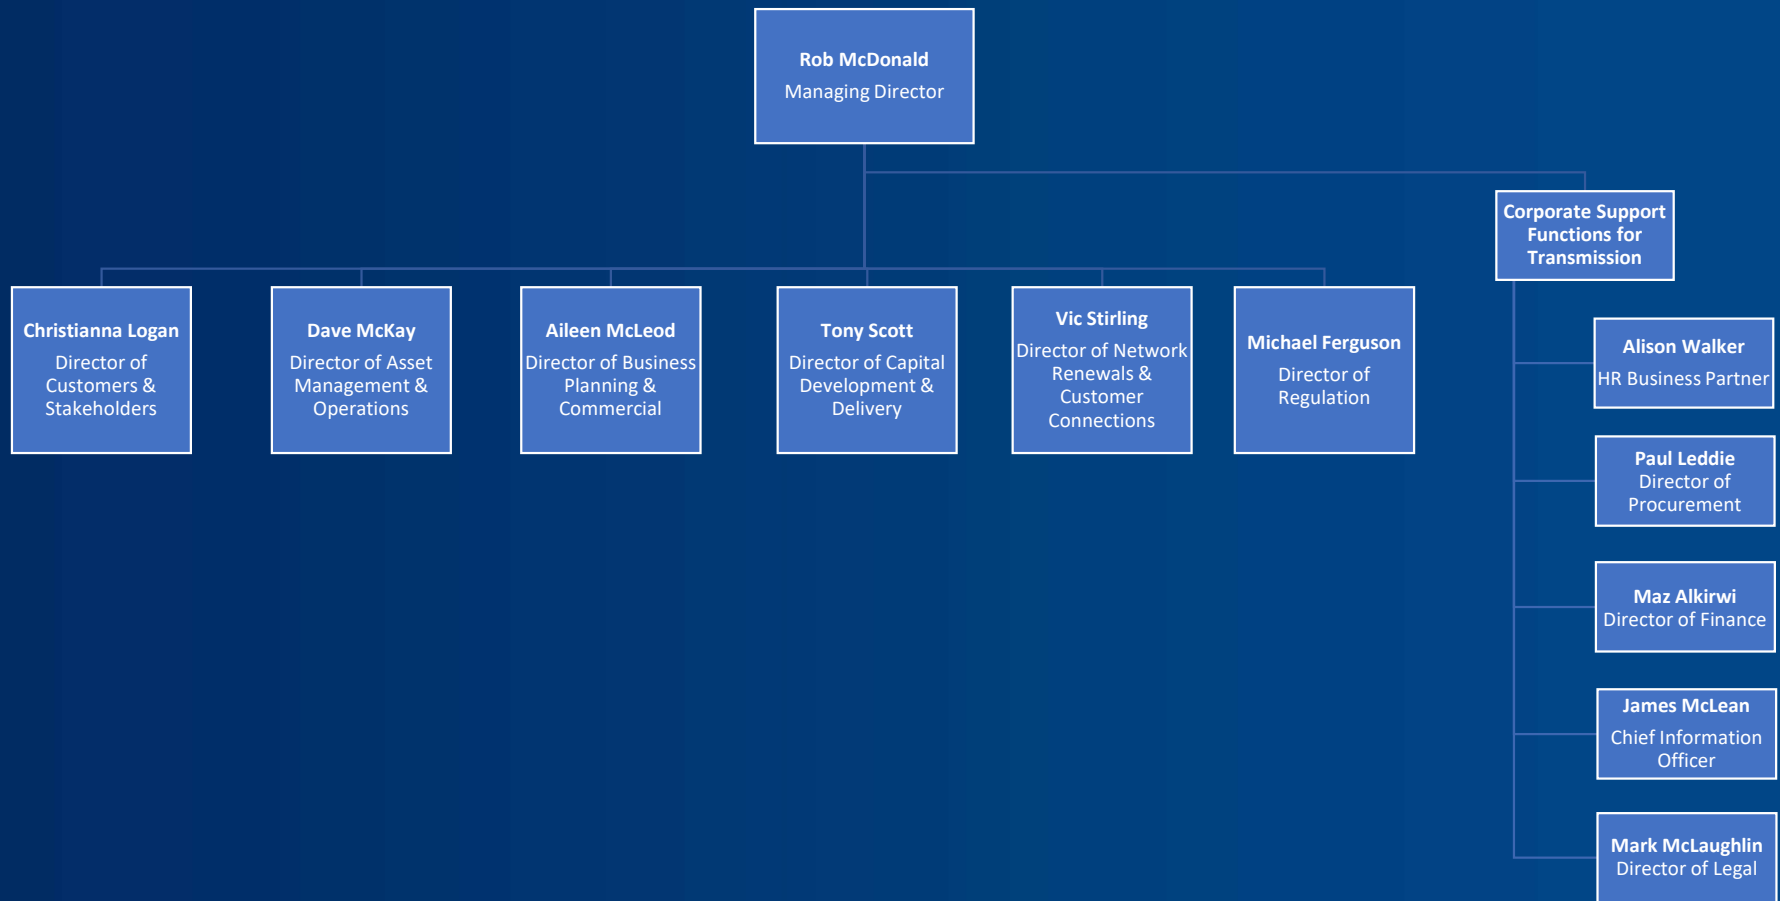 Rob McDonald
Managing Director
Corporate Support
Functions for
Transmission
Christianna Logan
Director of
Customers &
Stakeholders
Dave McKay
Director of Asset
Management &
Operations
Aileen McLeod
Director of Business
Planning &
Commercial
Tony Scott
Director of Capital
Development &
Delivery
Vic Stirling
Director of Network
Renewals &
Customer
Connections
Michael Ferguson
Director of
Regulation
Alison Walker
HR Business Partner
Paul Leddie
Director of
Procurement
Maz Alkirwi
Director of Finance
James McLean
Chief Information
Officer
Mark McLaughlin
Director of Legal